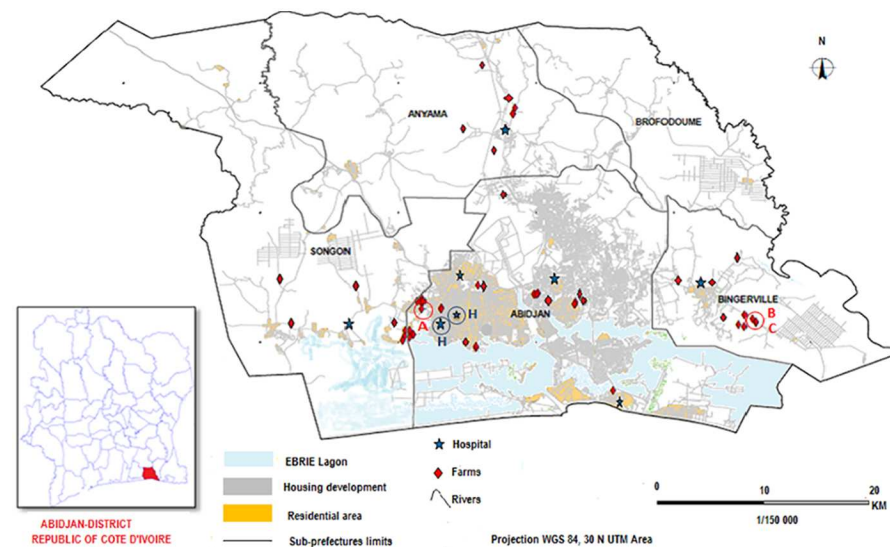 N
ANYAMA
BROFODOUME
SONGON
ABIDJAN
BINGERVILLE
A
H
H
B
C
EBRIE Lagon
Housing development
Residential area
Sub-prefectures limits
Hospital
Farms
Rivers
0 10 20
KM
1/150 000
Projection WGS 84, 30 N UTM Area
ABIDJAN-DISTRICT
REPUBLIC OF COTE D'IVOIRE